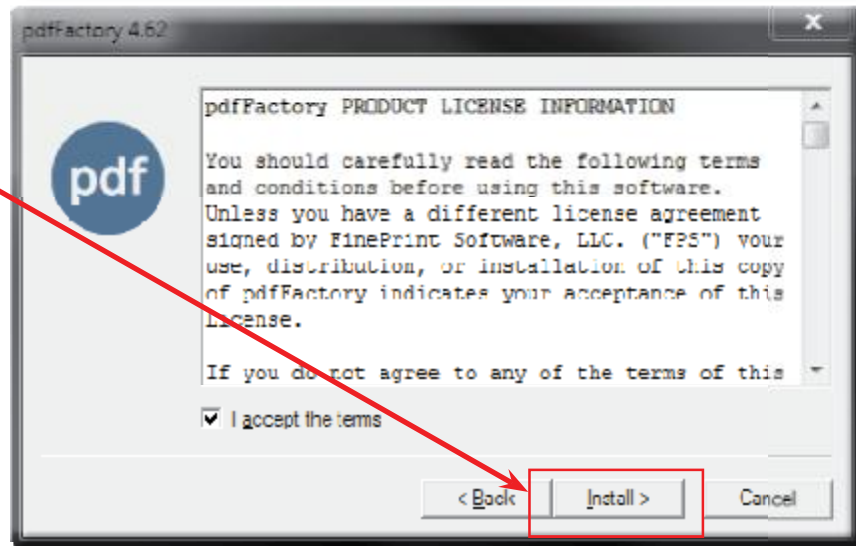 pdfFactory 4.62
x
pdf
pdfFactory PRODUCT LICENSE INFORMATION
You should carefully read the following terms
and conditions before using this software.
Unless you have a different license agreement
signed by FinePrint Software, LLC. ("FPS") your
use, distribution, or installation of this copy
of pdfFactory indicates your acceptance of this
License.
If you do not agree to any of the terms of this
I accept the terms
< Back Install > Cancel